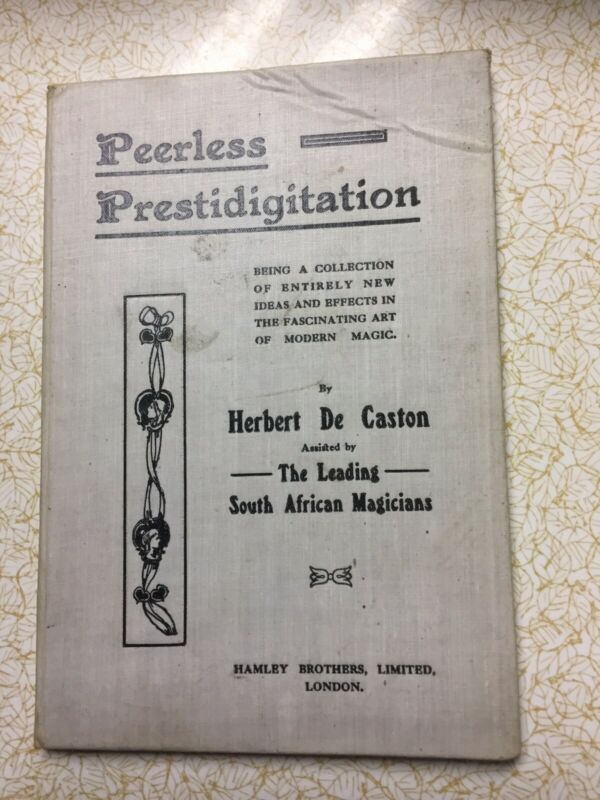 Peerless
Prestidigitation
BEING A COLLECTION
OF ENTIRELY NEW
IDEAS AND EFFECTS IN
THE FASCINATING ART
OF MODERN MAGIC.
By
Herbert De Caston
Assisted by
The Leading
South African Magicians
HAMLEY BROTHERS, LIMITED,
LONDON.